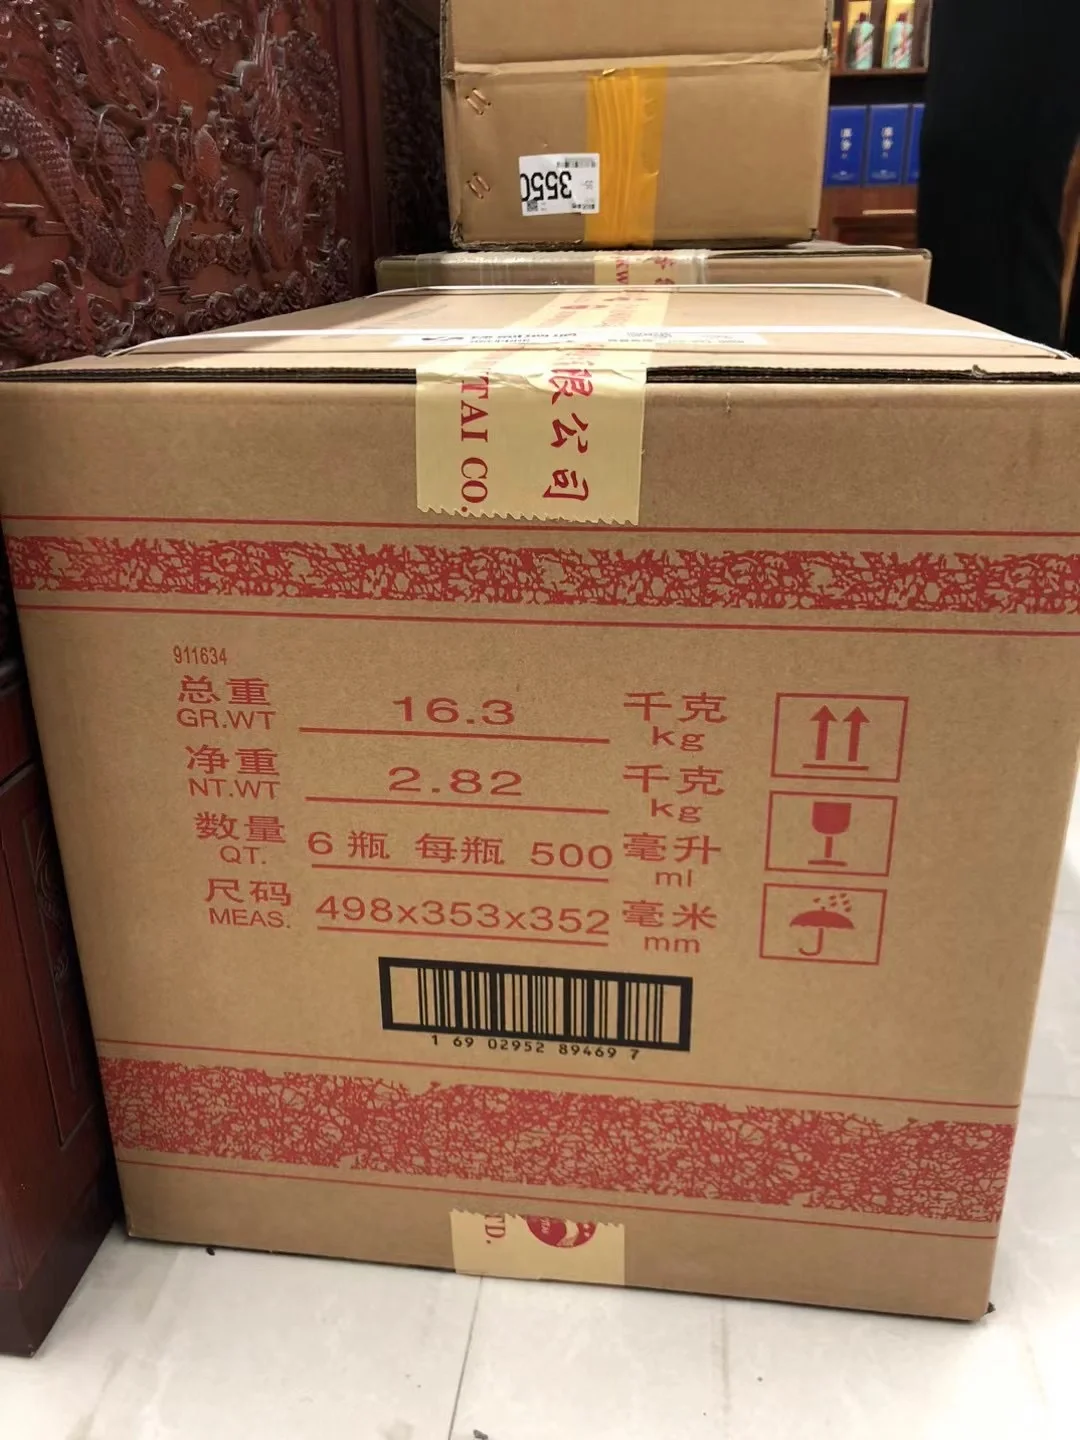 3550
限公司
TAI CO.
911634
总重 16.3 千克
GR.WT kg
净重 2.82 千克
NT.WT kg
数量 6瓶 每瓶 500 毫升
QT. ml
尺码 498x353x352 毫米
MEAS. mm
1 69 02952 89469 7
TD.